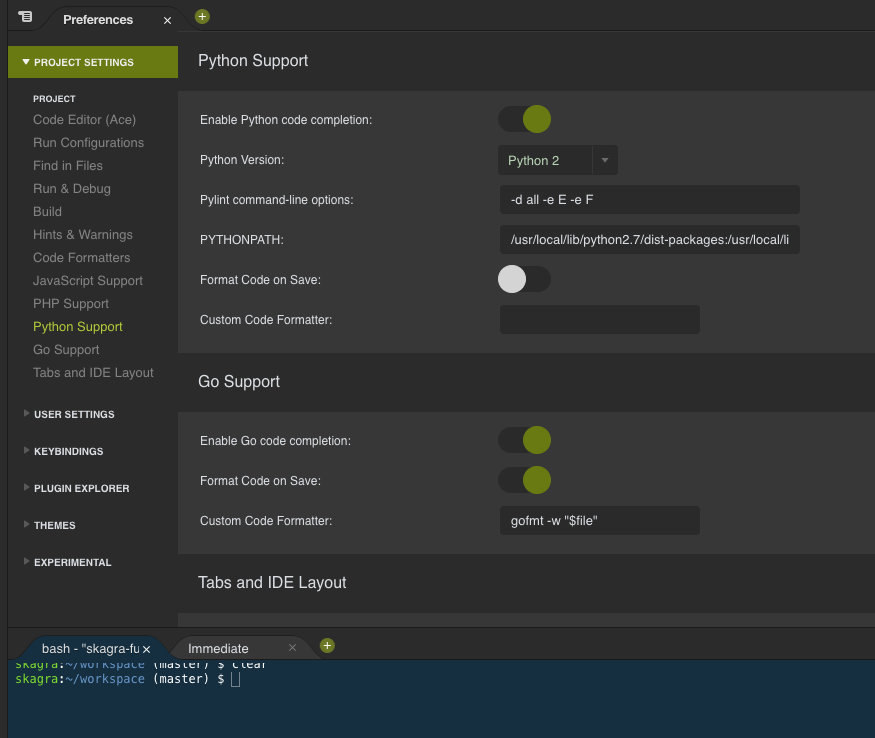 Preferences ×
PROJECT SETTINGS
PROJECT
Code Editor (Ace)
Run Configurations
Find in Files
Run & Debug
Build
Hints & Warnings
Code Formatters
JavaScript Support
PHP Support
Python Support
Go Support
Tabs and IDE Layout
USER SETTINGS
KEYBINDINGS
PLUGIN EXPLORER
THEMES
EXPERIMENTAL
Python Support
Enable Python code completion:
Python Version: Python 2
Pylint command-line options: -d all -e E -e F
PYTHONPATH: /usr/local/lib/python2.7/dist-packages:/usr/local/li
Format Code on Save:
Custom Code Formatter:
Go Support
Enable Go code completion:
Format Code on Save:
Custom Code Formatter: gofmt -w "$file"
Tabs and IDE Layout
bash - "skagra-fu × Immediate ×
skagra:~/workspace (master) $ clear
skagra:~/workspace (master) $